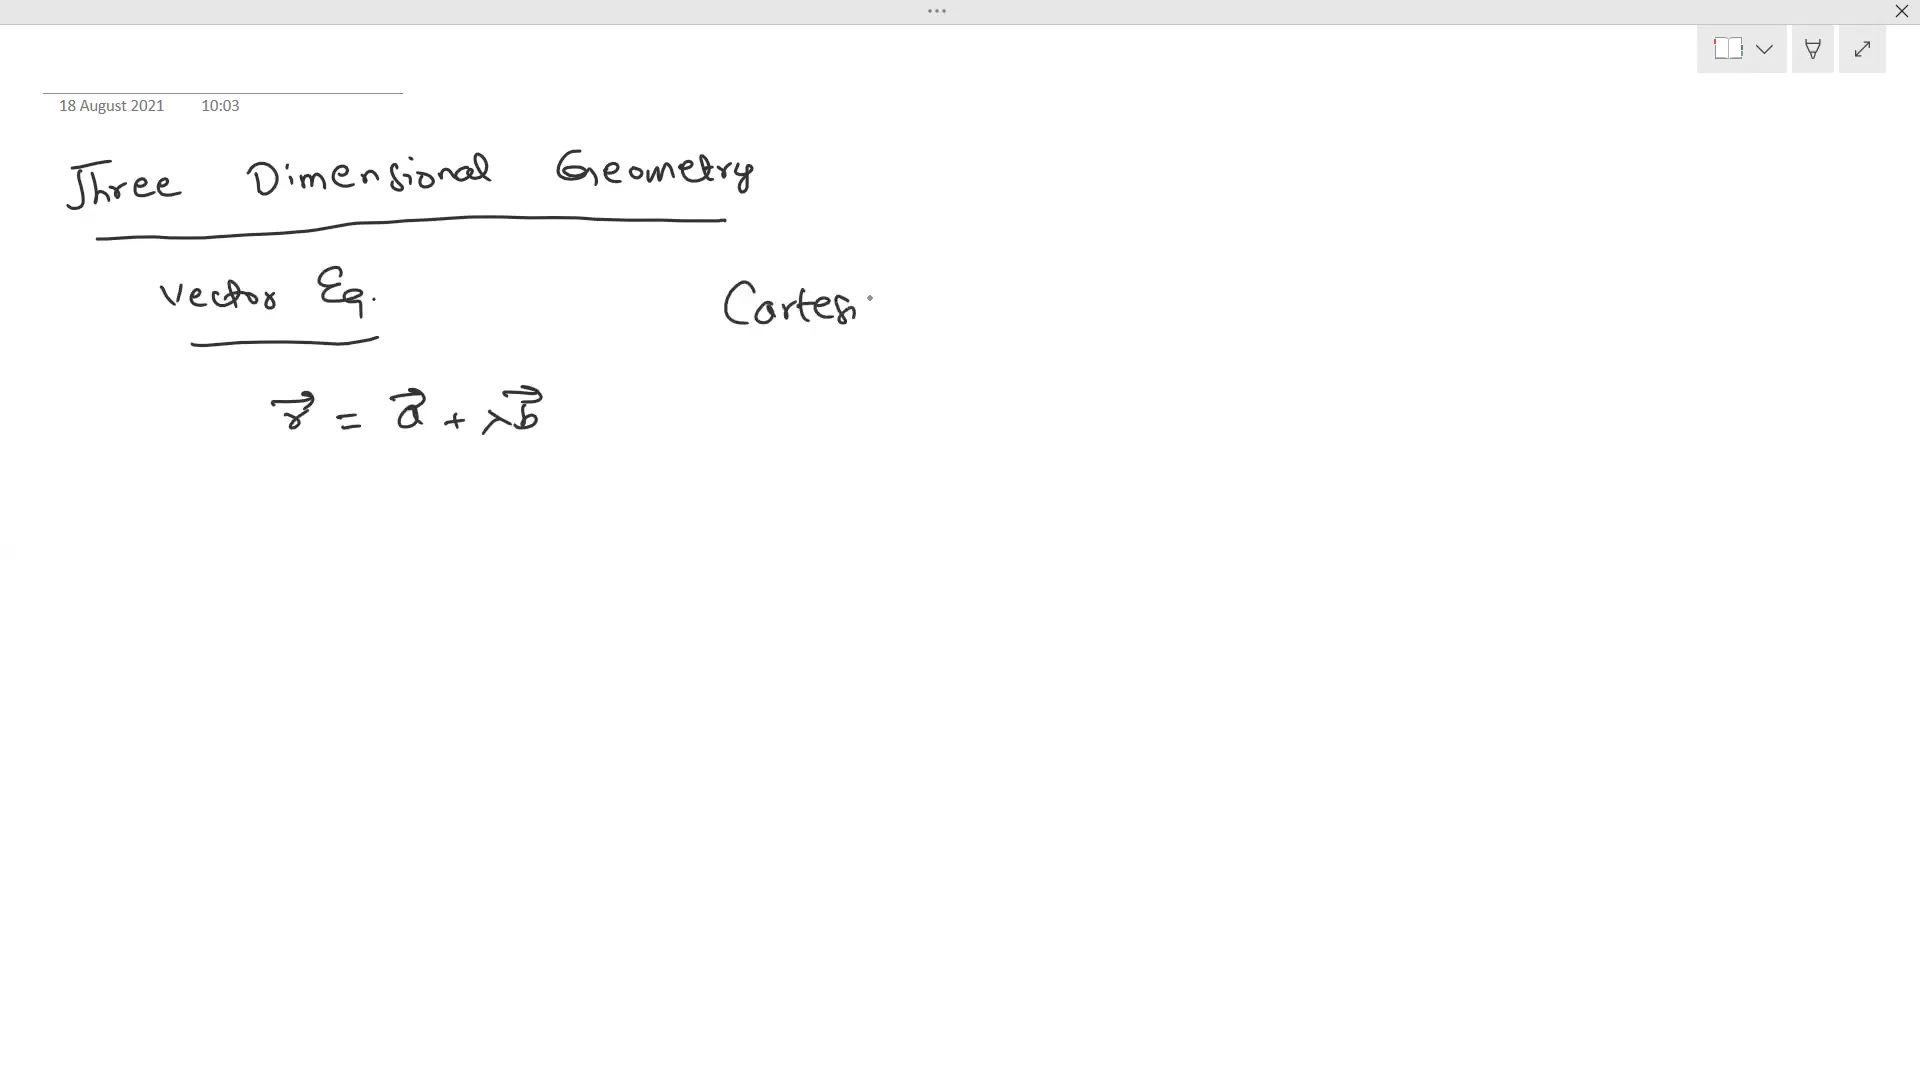 18 August 2021 10:03
Three Dimensional Geometry
Vector Eq. Cartesi
r⃗ = a⃗ + λb⃗